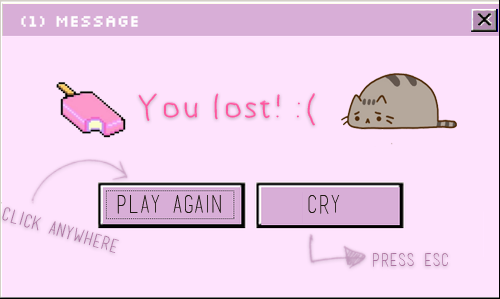 (1) MESSAGE
You lost! :(
PLAY AGAIN
CRY
CLICK ANYWHERE
PRESS ESC